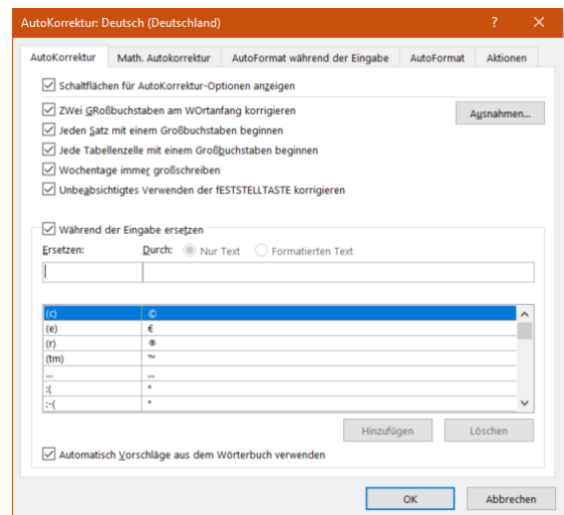 AutoKorrektur: Deutsch (Deutschland) ? ×
AutoKorrektur Math. Autokorrektur AutoFormat während der Eingabe AutoFormat Aktionen
Schaltflächen für AutoKorrektur-Optionen anzeigen
ZWei GRoßbuchstaben am WOrtanfang korrigieren
Ausnahmen...
Jeden Satz mit einem Großbuchstaben beginnen
Jede Tabellenzelle mit einem Großbuchstaben beginnen
Wochentage immer großschreiben
Unbeabsichtigtes Verwenden der fESTSTELLTASTE korrigieren
Während der Eingabe ersetzen
Ersetzen: Durch: Nur Text Formatierten Text
(c) ©
(e) €
(r) ®
(tm) ™
... …
:(
:-(
Hinzufügen Löschen
Automatisch Vorschläge aus dem Wörterbuch verwenden
OK Abbrechen